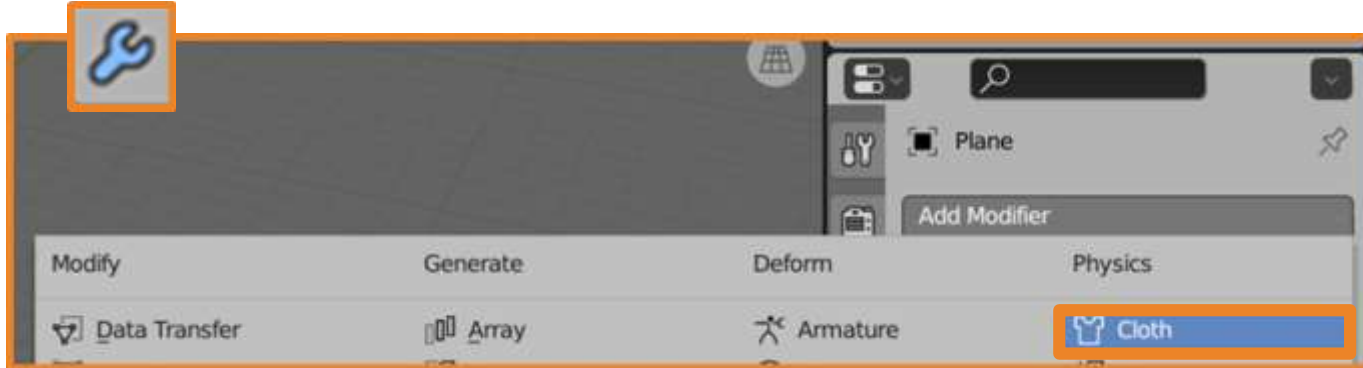 Plane
Add Modifier
Modify Generate Deform Physics
Data Transfer Array Armature Cloth